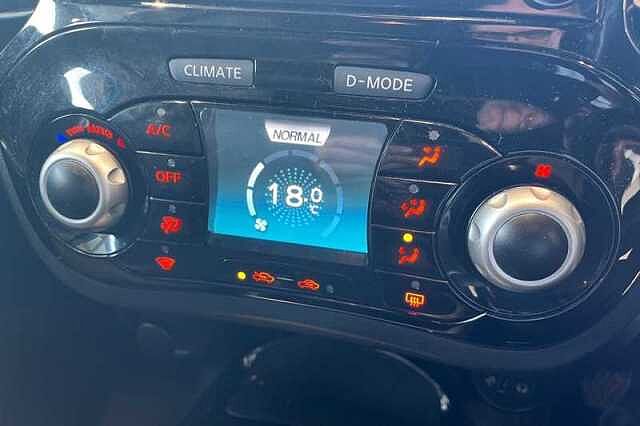 CLIMATE
D-MODE
A/C
NORMAL
OFF
18.0
°C